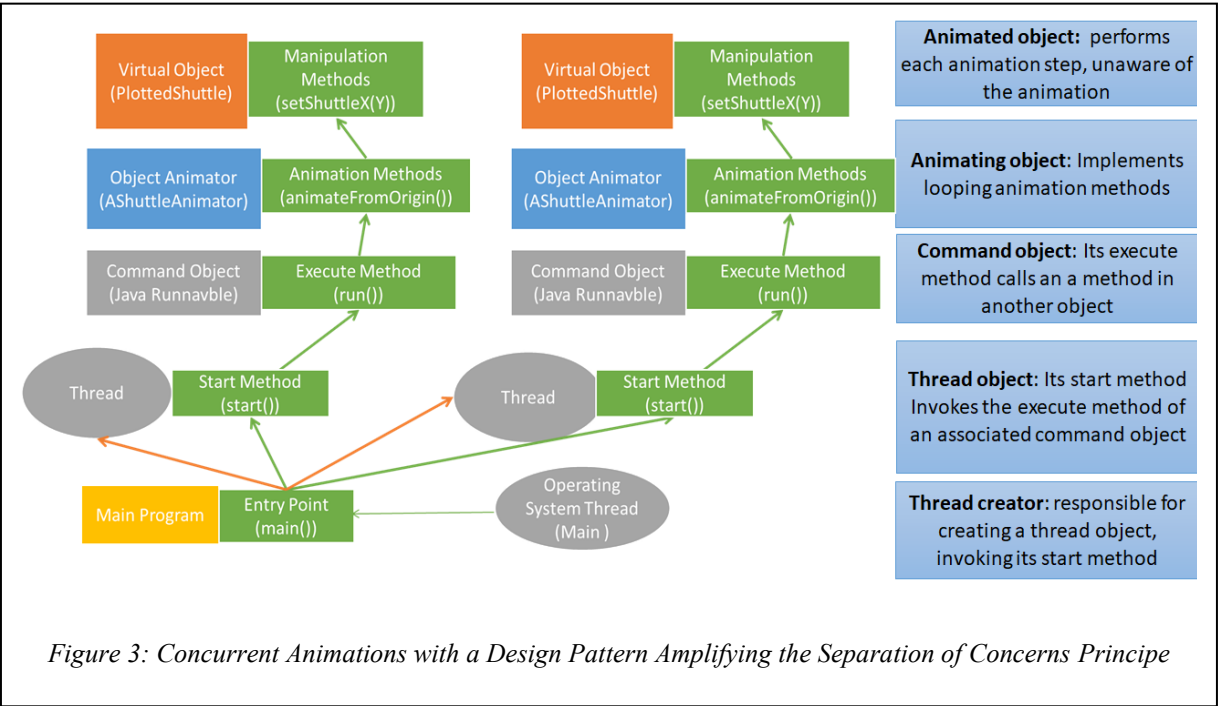 Virtual Object
(PlottedShuttle)
Manipulation
Methods
(setShuttleX(Y))
Virtual Object
(PlottedShuttle)
Manipulation
Methods
(setShuttleX(Y))
Animated object: performs
each animation step, unaware of
the animation
Object Animator
(AShuttleAnimator)
Animation Methods
(animateFromOrigin())
Object Animator
(AShuttleAnimator)
Animation Methods
(animateFromOrigin())
Animating object: Implements
looping animation methods
Command Object
(Java Runnavble)
Execute Method
(run())
Command Object
(Java Runnavble)
Execute Method
(run())
Command object: Its execute
method calls an a method in
another object
Thread
Start Method
(start())
Thread
Start Method
(start())
Thread object: Its start method
Invokes the execute method of
an associated command object
Main Program
Entry Point
(main())
Operating
System Thread
(Main )
Thread creator: responsible for
creating a thread object,
invoking its start method
Figure 3: Concurrent Animations with a Design Pattern Amplifying the Separation of Concerns Principe